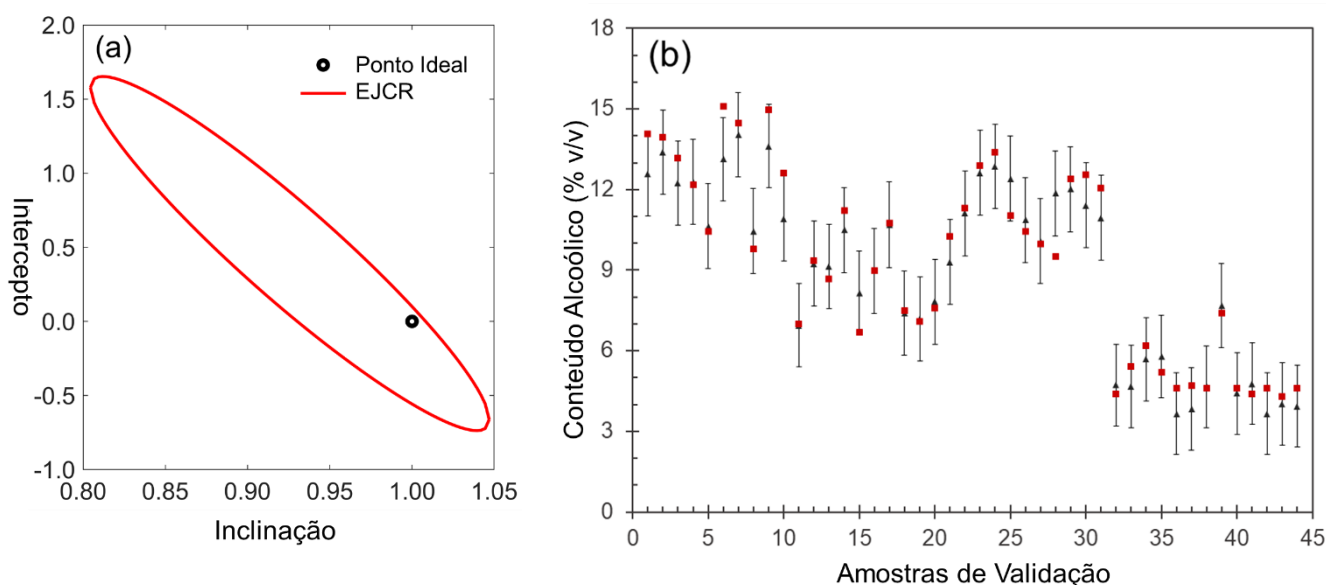 (a)
Ponto Ideal
EJCR
2.0
1.5
1.0
0.5
0.0
-0.5
-1.0
Intercepto
0.80 0.85 0.90 0.95 1.00 1.05
Inclinação
(b)
18
15
12
9
6
3
0
Conteúdo Alcoólico (% v/v)
0 5 10 15 20 25 30 35 40 45
Amostras de Validação